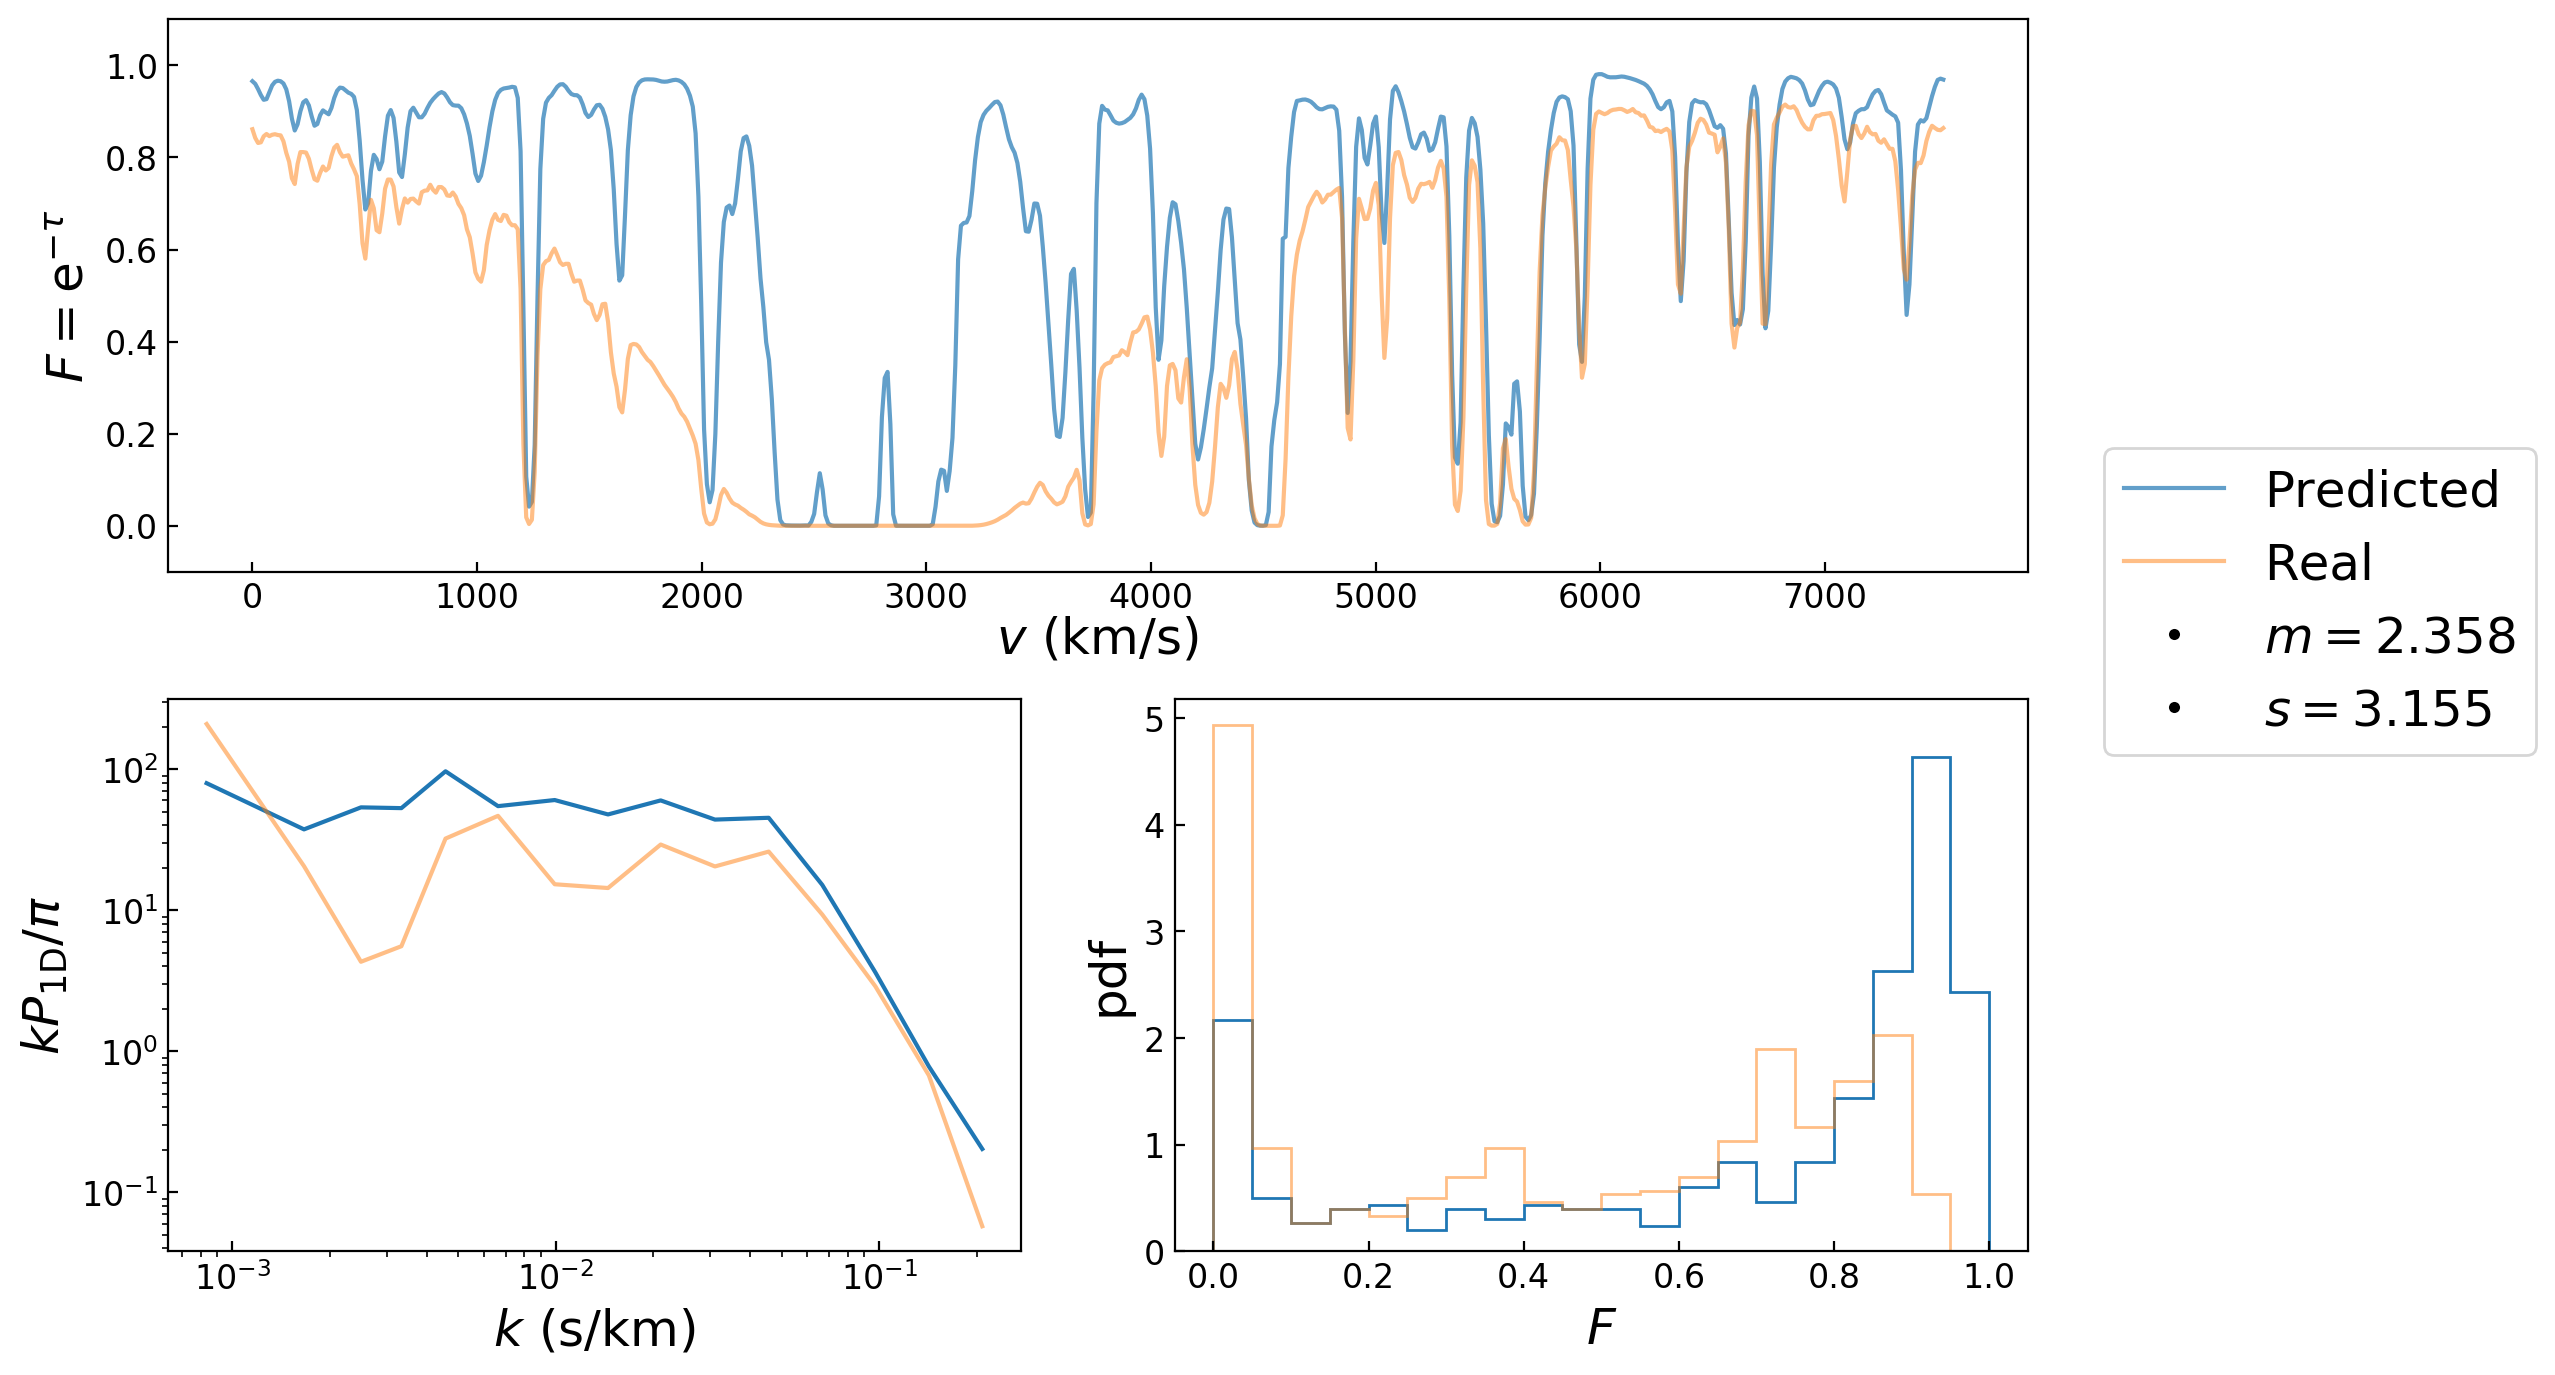 F = e^{-τ}
1.0
0.8
0.6
0.4
0.2
0.0
0 1000 2000 3000 4000 5000 6000 7000
v (km/s)
Predicted
Real
m = 2.358
s = 3.155
kP_{1D}/π
10^2
10^1
10^0
10^{-1}
10^{-3} 10^{-2} 10^{-1}
k (s/km)
pdf
5
4
3
2
1
0
0.0 0.2 0.4 0.6 0.8 1.0
F